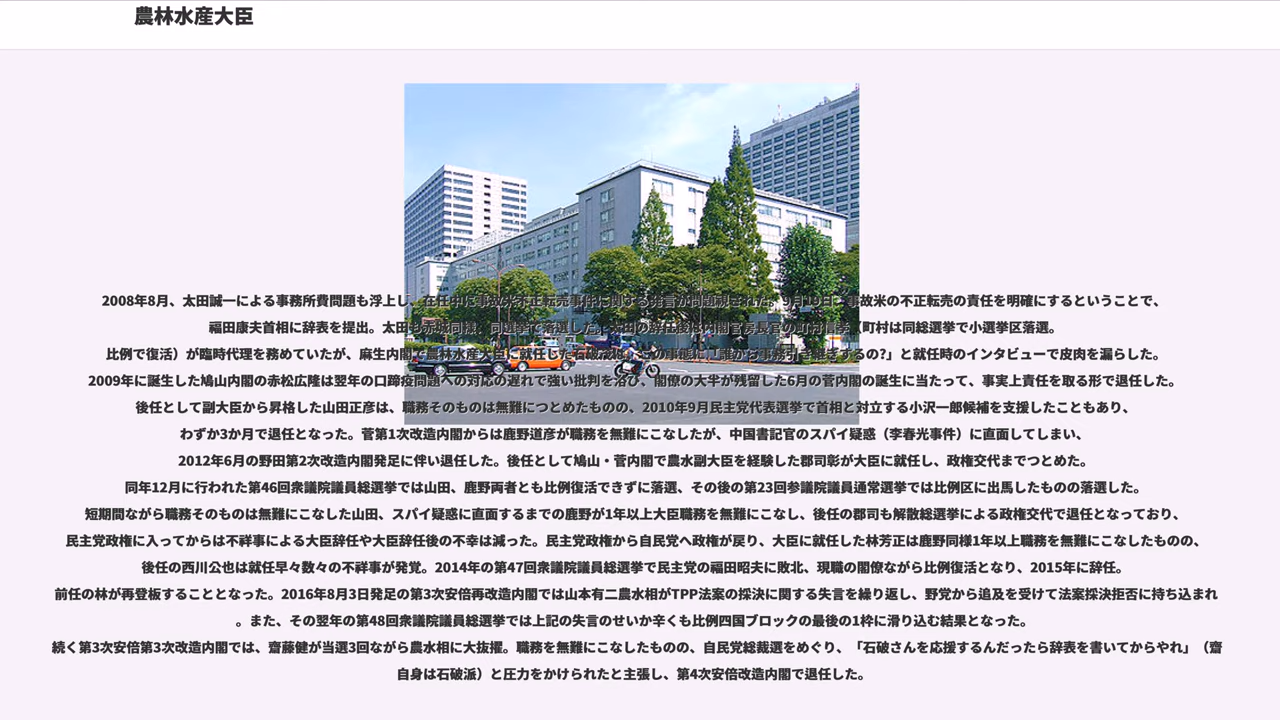 農林水産大臣
2008年8月、太田誠一による事務所費問題も浮上し、在任中に事故米不正転売事件に関する発言が問題視された。9月19日、事故米の不正転売の責任を明確にするということで、
福田康夫首相に辞表を提出。太田も赤城同様、同選挙で落選した。太田の辞任後は内閣官房長官の町村信孝（町村は同総選挙で小選挙区落選。
比例で復活）が臨時代理を務めていたが、麻生内閣で農林水産大臣に就任した石破茂は、この事態に「誰から事務引き継ぎするの?」と就任時のインタビューで皮肉を漏らした。
2009年に誕生した鳩山内閣の赤松広隆は翌年の口蹄疫問題への対応の遅れで強い批判を浴び、閣僚の大半が残留した6月の菅内閣の誕生に当たって、事実上責任を取る形で退任した。
後任として副大臣から昇格した山田正彦は、職務そのものは無難につとめたものの、2010年9月民主党代表選挙で首相と対立する小沢一郎候補を支援したこともあり、
わずか3か月で退任となった。菅第1次改造内閣からは鹿野道彦が職務を無難にこなしたが、中国書記官のスパイ疑惑（李春光事件）に直面してしまい、
2012年6月の野田第2次改造内閣発足に伴い退任した。後任として鳩山・菅内閣で農水副大臣を経験した郡司彰が大臣に就任し、政権交代までつとめた。
同年12月に行われた第46回衆議院議員総選挙では山田、鹿野両者とも比例復活できずに落選、その後の第23回参議院議員通常選挙では比例区に出馬したものの落選した。
短期間ながら職務そのものは無難にこなした山田、スパイ疑惑に直面するまでの鹿野が1年以上大臣職務を無難にこなし、後任の郡司も解散総選挙による政権交代で退任となっており、
民主党政権に入ってからは不祥事による大臣辞任や大臣辞任後の不幸は減った。民主党政権から自民党へ政権が戻り、大臣に就任した林芳正は鹿野同様1年以上職務を無難にこなしたものの、
後任の西川公也は就任早々数々の不祥事が発覚。2014年の第47回衆議院議員総選挙で民主党の福田昭夫に敗北、現職の閣僚ながら比例復活となり、2015年に辞任。
前任の林が再登板することとなった。2016年8月3日発足の第3次安倍再改造内閣では山本有二農水相がTPP法案の採決に関する失言を繰り返し、野党から追及を受けて法案採決拒否に持ち込まれ
。また、その翌年の第48回衆議院議員総選挙では上記の失言のせいか辛くも比例四国ブロックの最後の1枠に滑り込む結果となった。
続く第3次安倍第3次改造内閣では、齋藤健が当選3回ながら農水相に大抜擢。職務を無難にこなしたものの、自民党総裁選をめぐり、「石破さんを応援するんだったら辞表を書いてからやれ」（齋
自身は石破派）と圧力をかけられたと主張し、第4次安倍改造内閣で退任した。